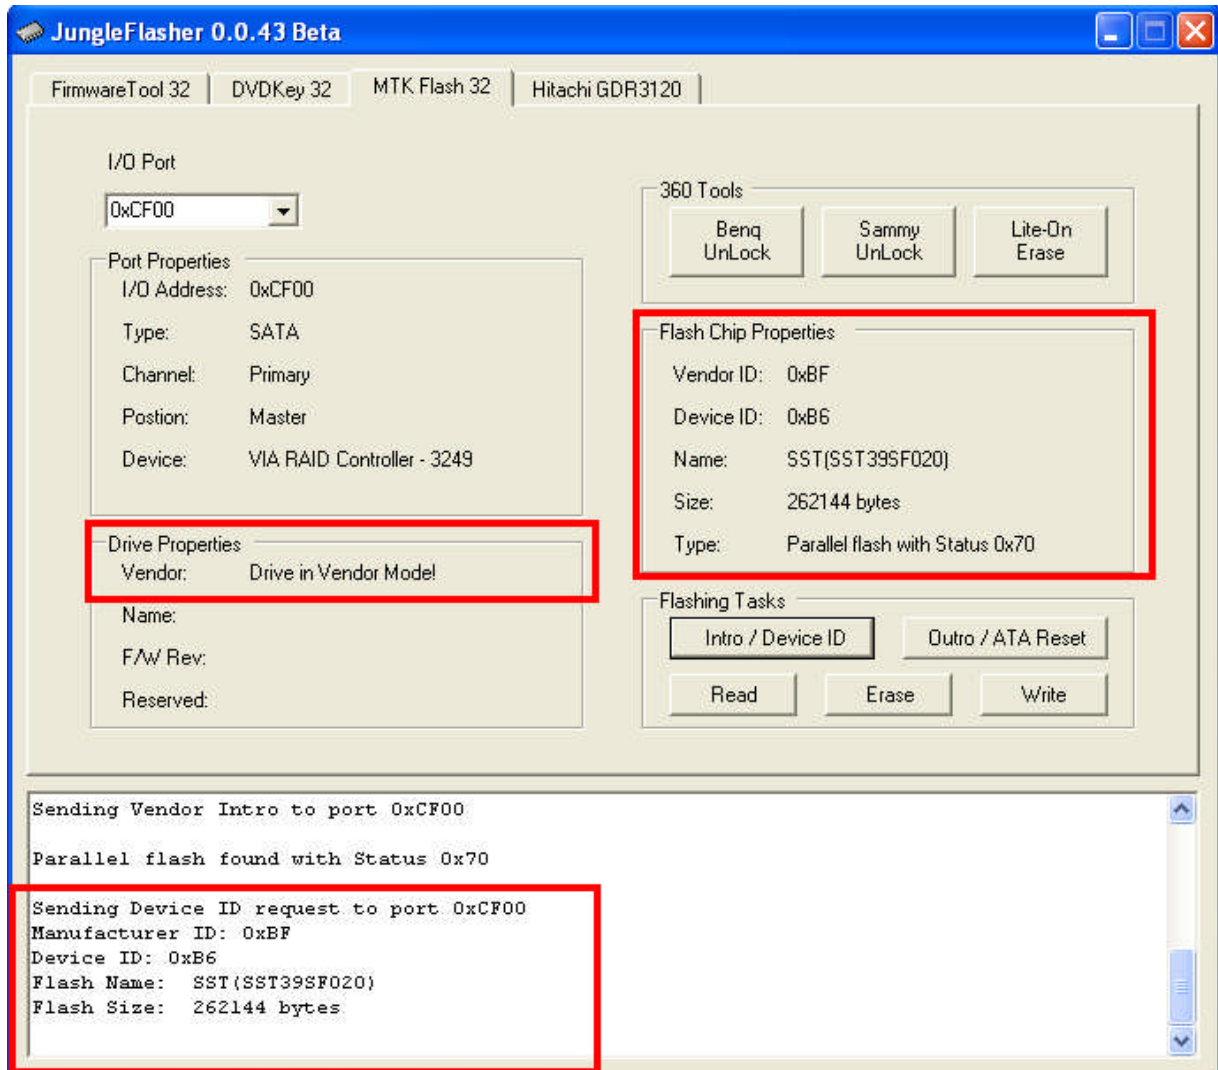 JungleFlasher 0.0.43 Beta
FirmwareTool 32
DVDKey 32
MTK Flash 32
Hitachi GDR3120
I/O Port
0xCF00
Port Properties
I/O Address: 0xCF00
Type: SATA
Channel: Primary
Postion: Master
Device: VIA RAID Controller - 3249
Drive Properties
Vendor: Drive in Vendor Mode!
Name:
F/W Rev:
Reserved:
360 Tools
Benq
UnLock
Sammy
UnLock
Lite-On
Erase
Flash Chip Properties
Vendor ID: 0xBF
Device ID: 0xB6
Name: SST(SST39SF020)
Size: 262144 bytes
Type: Parallel flash with Status 0x70
Flashing Tasks
Intro / Device ID
Outro / ATA Reset
Read
Erase
Write
Sending Vendor Intro to port 0xCF00
Parallel flash found with Status 0x70
Sending Device ID request to port 0xCF00
Manufacturer ID: 0xBF
Device ID: 0xB6
Flash Name: SST(SST39SF020)
Flash Size: 262144 bytes